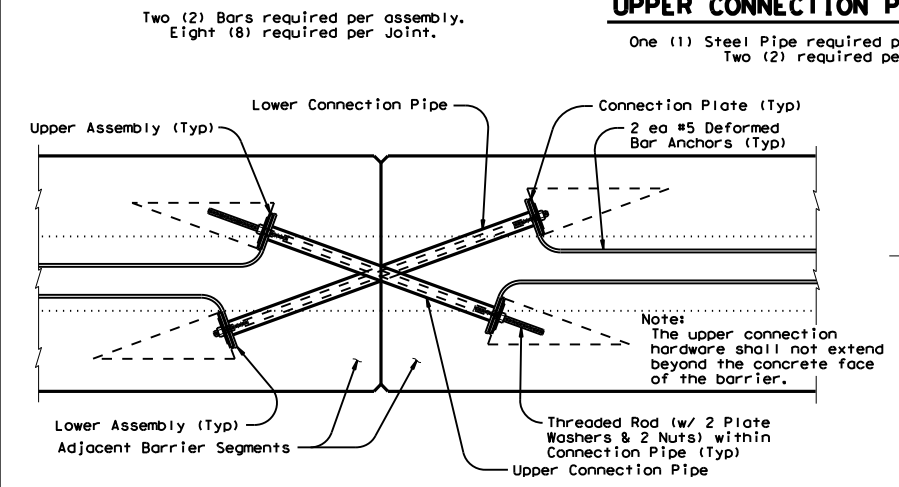 Two (2) Bars required per assembly.
Eight (8) required per Joint.
UPPER CONNECTION P
One (1) Steel Pipe required p
Two (2) required pe
Lower Connection Pipe
Connection Plate (Typ)
Upper Assembly (Typ)
2 ea #5 Deformed
Bar Anchors (Typ)
Note:
The upper connection
hardware shall not extend
beyond the concrete face
of the barrier.
Lower Assembly (Typ)
Adjacent Barrier Segments
Threaded Rod (w/ 2 Plate
Washers & 2 Nuts) within
Connection Pipe (Typ)
Upper Connection Pipe